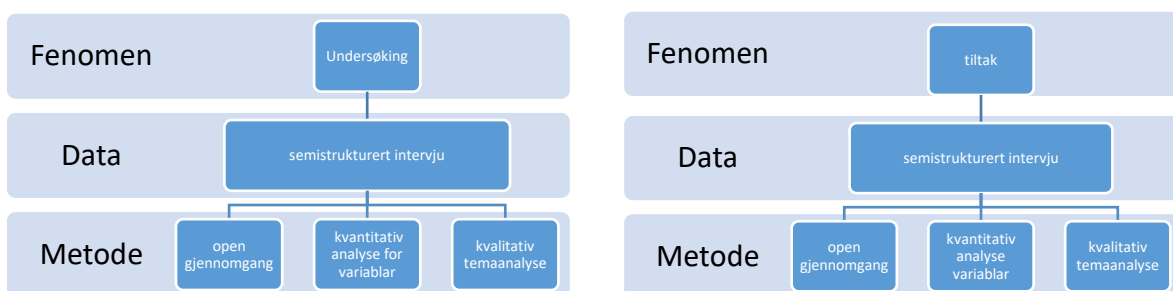 Fenomen
Undersøking
Data
semistrukturert intervju
Metode
open
gjennomgang
kvantitativ
analyse for
variablar
kvalitativ
temaanalyse
Fenomen
tiltak
Data
semistrukturert intervju
Metode
open
gjennomgang
kvantitativ
analyse
variablar
kvalitativ
temaanalyse